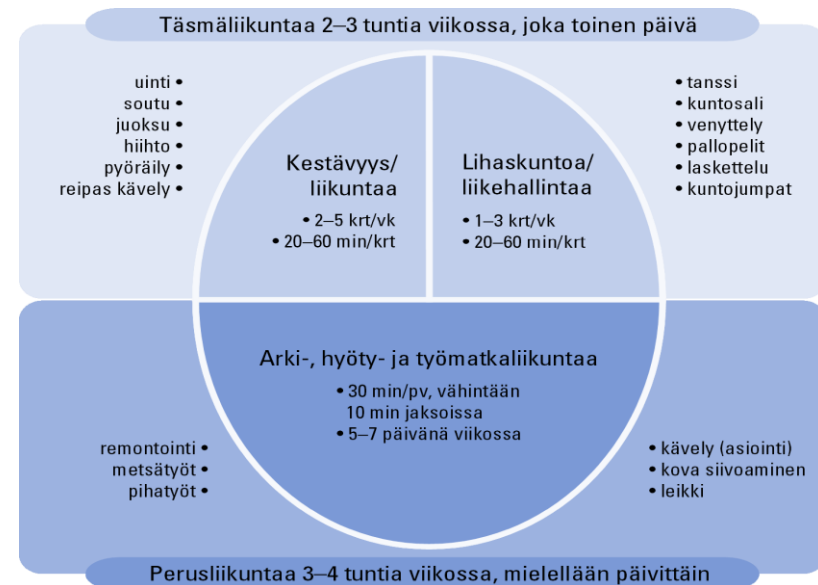 Täsmäliikuntaa 2–3 tuntia viikossa, joka toinen päivä
uinti •
soutu •
juoksu •
hiihto •
pyöräily •
reipas kävely •
Kestävyys/
liikuntaa
• 2–5 krt/vk
• 20–60 min/krt
Lihaskuntoa/
liikehallintaa
• 1–3 krt/vk
• 20–60 min/krt
• tanssi
• kuntosali
• venyttely
• pallopelit
• laskettelu
• kuntojumpat
Arki-, hyöty- ja työmatkaliikuntaa
• 30 min/pv, vähintään
10 min jaksoissa
• 5–7 päivänä viikossa
remontointi •
metsätyöt •
pihatyöt •
• kävely (asiointi)
• kova siivoaminen
• leikki
Perusliikuntaa 3–4 tuntia viikossa, mielellään päivittäin